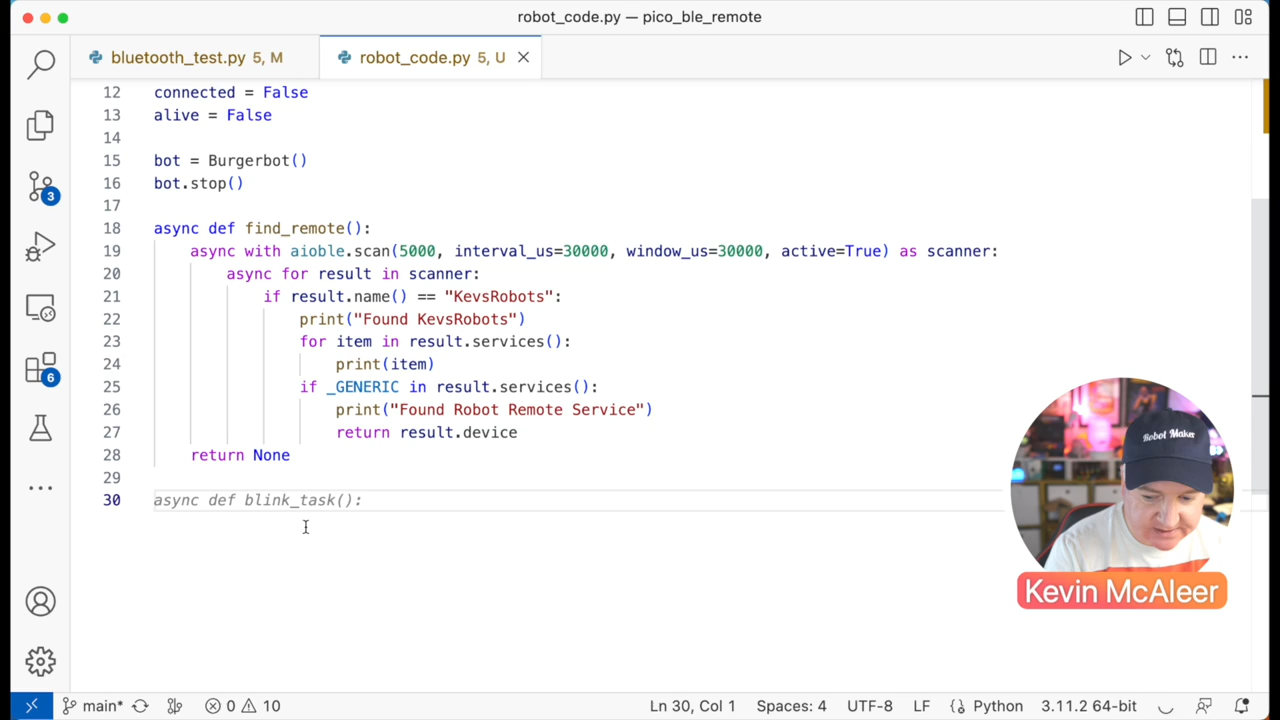 robot_code.py — pico_ble_remote
bluetooth_test.py 5, M
robot_code.py 5, U
12 connected = False
13 alive = False
14
15 bot = Burgerbot()
16 bot.stop()
17
18 async def find_remote():
19 async with aioble.scan(5000, interval_us=30000, window_us=30000, active=True) as scanner:
20 async for result in scanner:
21 if result.name() == "KevsRobots":
22 print("Found KevsRobots")
23 for item in result.services():
24 print(item)
25 if _GENERIC in result.services():
26 print("Found Robot Remote Service")
27 return result.device
28 return None
29
30 async def blink_task():
3
6
Robot Maker
Kevin McAleer
main* 0 10 Ln 30, Col 1 Spaces: 4 UTF-8 LF Python 3.11.2 64-bit